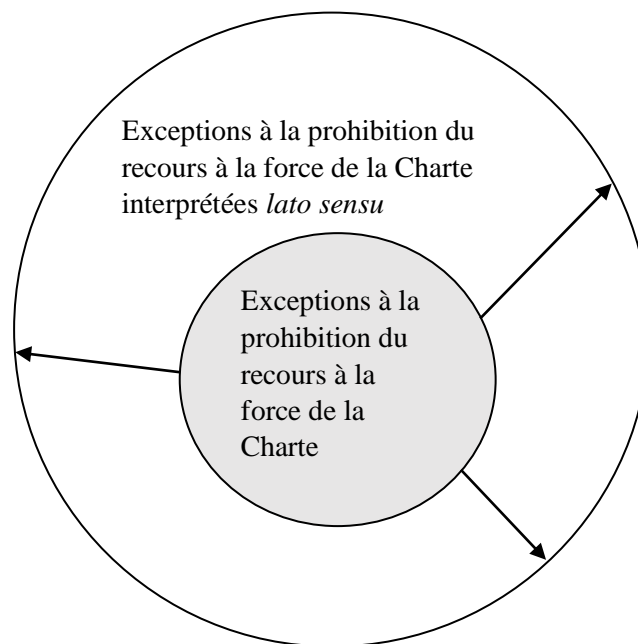 Exceptions à la prohibition du
recours à la force de la Charte
interprétées lato sensu
Exceptions à la
prohibition du
recours à la
force de la
Charte